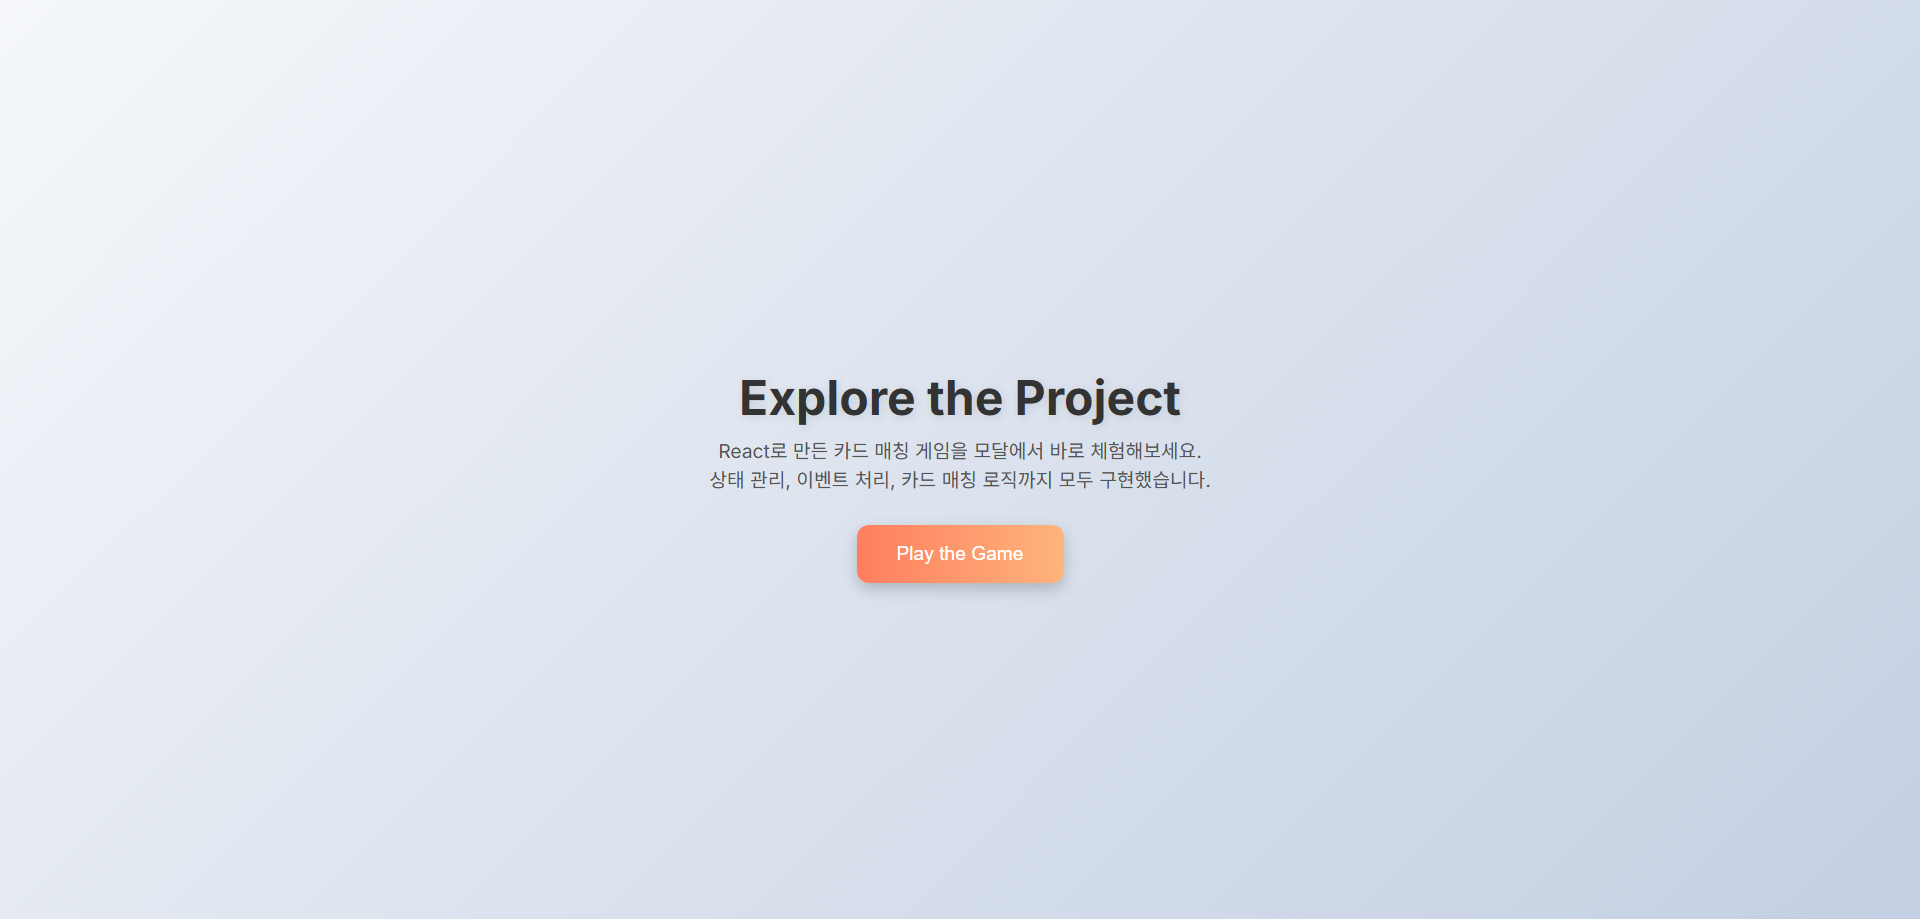 Explore the Project
React로 만든 카드 매칭 게임을 모달에서 바로 체험해보세요.
상태 관리, 이벤트 처리, 카드 매칭 로직까지 모두 구현했습니다.
Play the Game